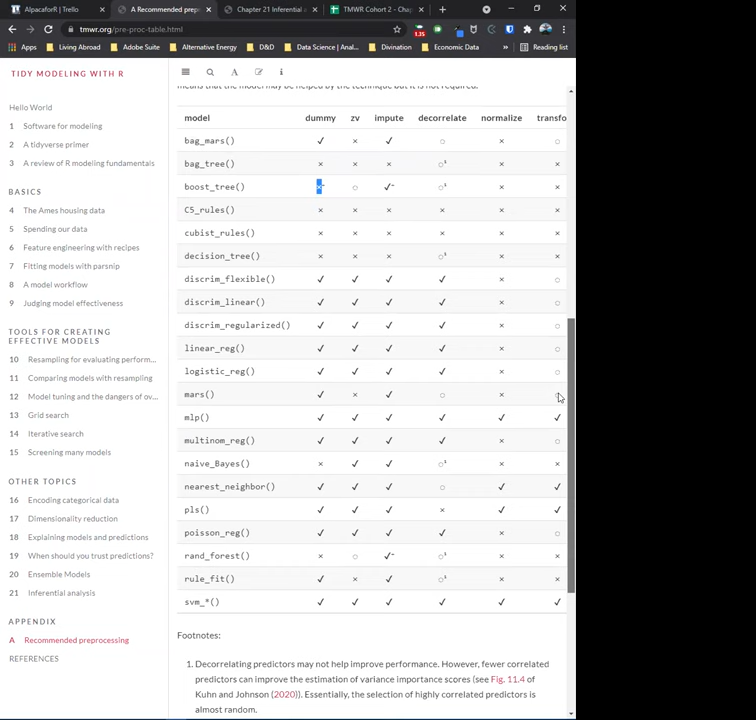 AlpacaforR | Trello
A Recommended prepr
Chapter 21 Inferential a
TMWR Cohort 2 - Chap
tmwr.org/pre-proc-table.html
1.35
Apps
Living Abroad
Adobe Suite
Alternative Energy
D&D
Data Science | Anal...
Divination
Economic Data
Reading list
TIDY MODELING WITH R
Hello World
1 Software for modeling
2 A tidyverse primer
3 A review of R modeling fundamentals
BASICS
4 The Ames housing data
5 Spending our data
6 Feature engineering with recipes
7 Fitting models with parsnip
8 A model workflow
9 Judging model effectiveness
TOOLS FOR CREATING
EFFECTIVE MODELS
10 Resampling for evaluating perform...
11 Comparing models with resampling
12 Model tuning and the dangers of ov...
13 Grid search
14 Iterative search
15 Screening many models
OTHER TOPICS
16 Encoding categorical data
17 Dimensionality reduction
18 Explaining models and predictions
19 When should you trust predictions?
20 Ensemble Models
21 Inferential analysis
APPENDIX
A Recommended preprocessing
REFERENCES
means that the model may be helped by the technique but it is not required.
model dummy zv impute decorrelate normalize transfo
bag_mars() ✓ × ✓ ○ × ○
bag_tree() × × × ○¹ × ×
boost_tree() ×⁻ ○ ✓⁻ ○¹ × ×
C5_rules() × × × × × ×
cubist_rules() × × × × × ×
decision_tree() × × × ○¹ × ×
discrim_flexible() ✓ ✓ ✓ ✓ × ○
discrim_linear() ✓ ✓ ✓ ✓ × ○
discrim_regularized() ✓ ✓ ✓ ✓ × ○
linear_reg() ✓ ✓ ✓ ✓ × ○
logistic_reg() ✓ ✓ ✓ ✓ × ○
mars() ✓ × ✓ ○ × ○
mlp() ✓ ✓ ✓ ✓ ✓ ✓
multinom_reg() ✓ ✓ ✓ ✓ × ○
naive_Bayes() × ✓ ✓ ○¹ × ×
nearest_neighbor() ✓ ✓ ✓ ○ ✓ ✓
pls() ✓ ✓ ✓ × ✓ ✓
poisson_reg() ✓ ✓ ✓ ✓ × ○
rand_forest() × ○ ✓⁻ ○¹ × ×
rule_fit() ✓ × ✓ ○¹ × ×
svm_*() ✓ ✓ ✓ ✓ ✓ ✓
Footnotes:
1. Decorrelating predictors may not help improve performance. However, fewer correlated
predictors can improve the estimation of variance importance scores (see Fig. 11.4 of
Kuhn and Johnson (2020)). Essentially, the selection of highly correlated predictors is
almost random.